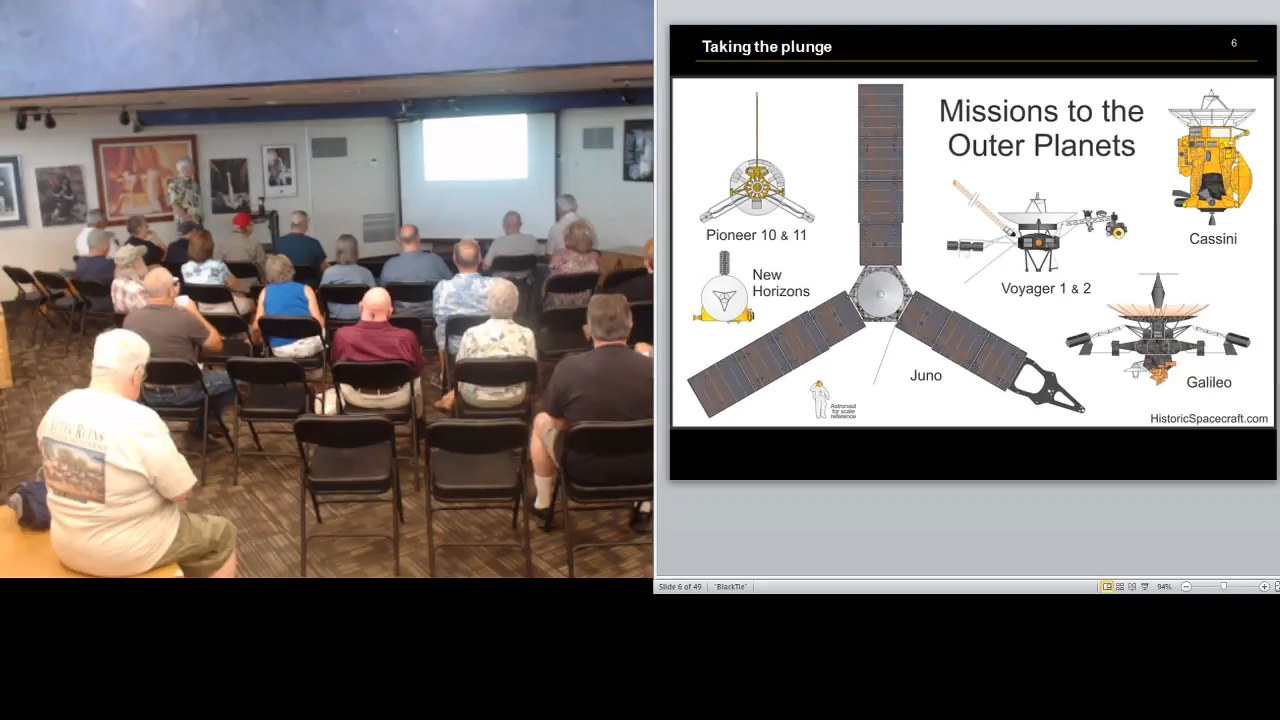 Taking the plunge
6
Missions to the
Outer Planets
Pioneer 10 & 11
New
Horizons
Juno
Astronaut
for scale
reference
Voyager 1 & 2
Cassini
Galileo
HistoricSpacecraft.com
Slide 6 of 49
"BlackTie"
94%